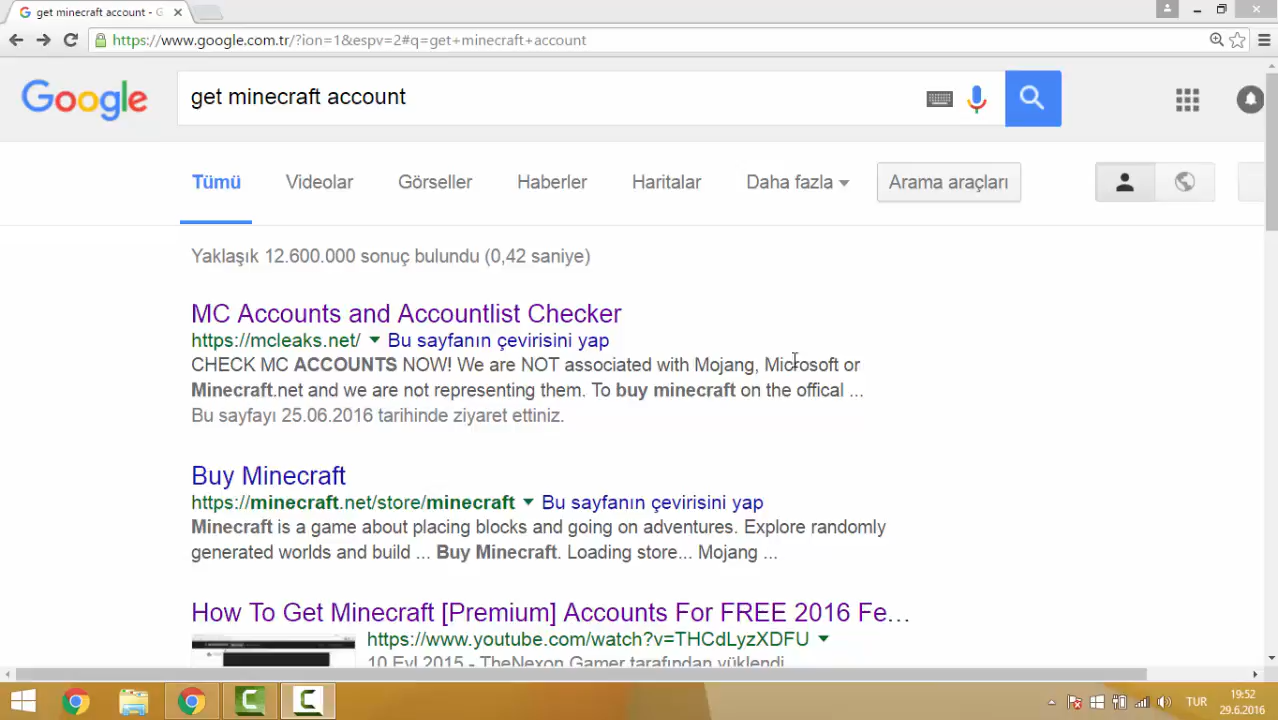 get minecraft account - G
https://www.google.com.tr/?ion=1&espv=2#q=get+minecraft+account
Google
get minecraft account
Tümü
Videolar
Görseller
Haberler
Haritalar
Daha fazla
Arama araçları
Yaklaşık 12.600.000 sonuç bulundu (0,42 saniye)
MC Accounts and Accountlist Checker
https://mcleaks.net/ Bu sayfanın çevirisini yap
CHECK MC ACCOUNTS NOW! We are NOT associated with Mojang, Microsoft or
Minecraft.net and we are not representing them. To buy minecraft on the offical ...
Bu sayfayı 25.06.2016 tarihinde ziyaret ettiniz.
Buy Minecraft
https://minecraft.net/store/minecraft Bu sayfanın çevirisini yap
Minecraft is a game about placing blocks and going on adventures. Explore randomly
generated worlds and build ... Buy Minecraft. Loading store... Mojang ...
How To Get Minecraft [Premium] Accounts For FREE 2016 Fe...
https://www.youtube.com/watch?v=THCdLyzXDFU
10 Eyl 2015 - TheNexon Gamer tarafından yüklendi
TUR
19:52
29.6.2016